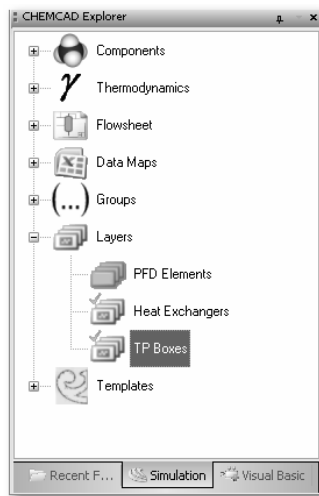 CHEMCAD Explorer
Components
γ Thermodynamics
Flowsheet
Data Maps
(...) Groups
Layers
PFD Elements
Heat Exchangers
TP Boxes
Templates
Recent F... Simulation Visual Basic